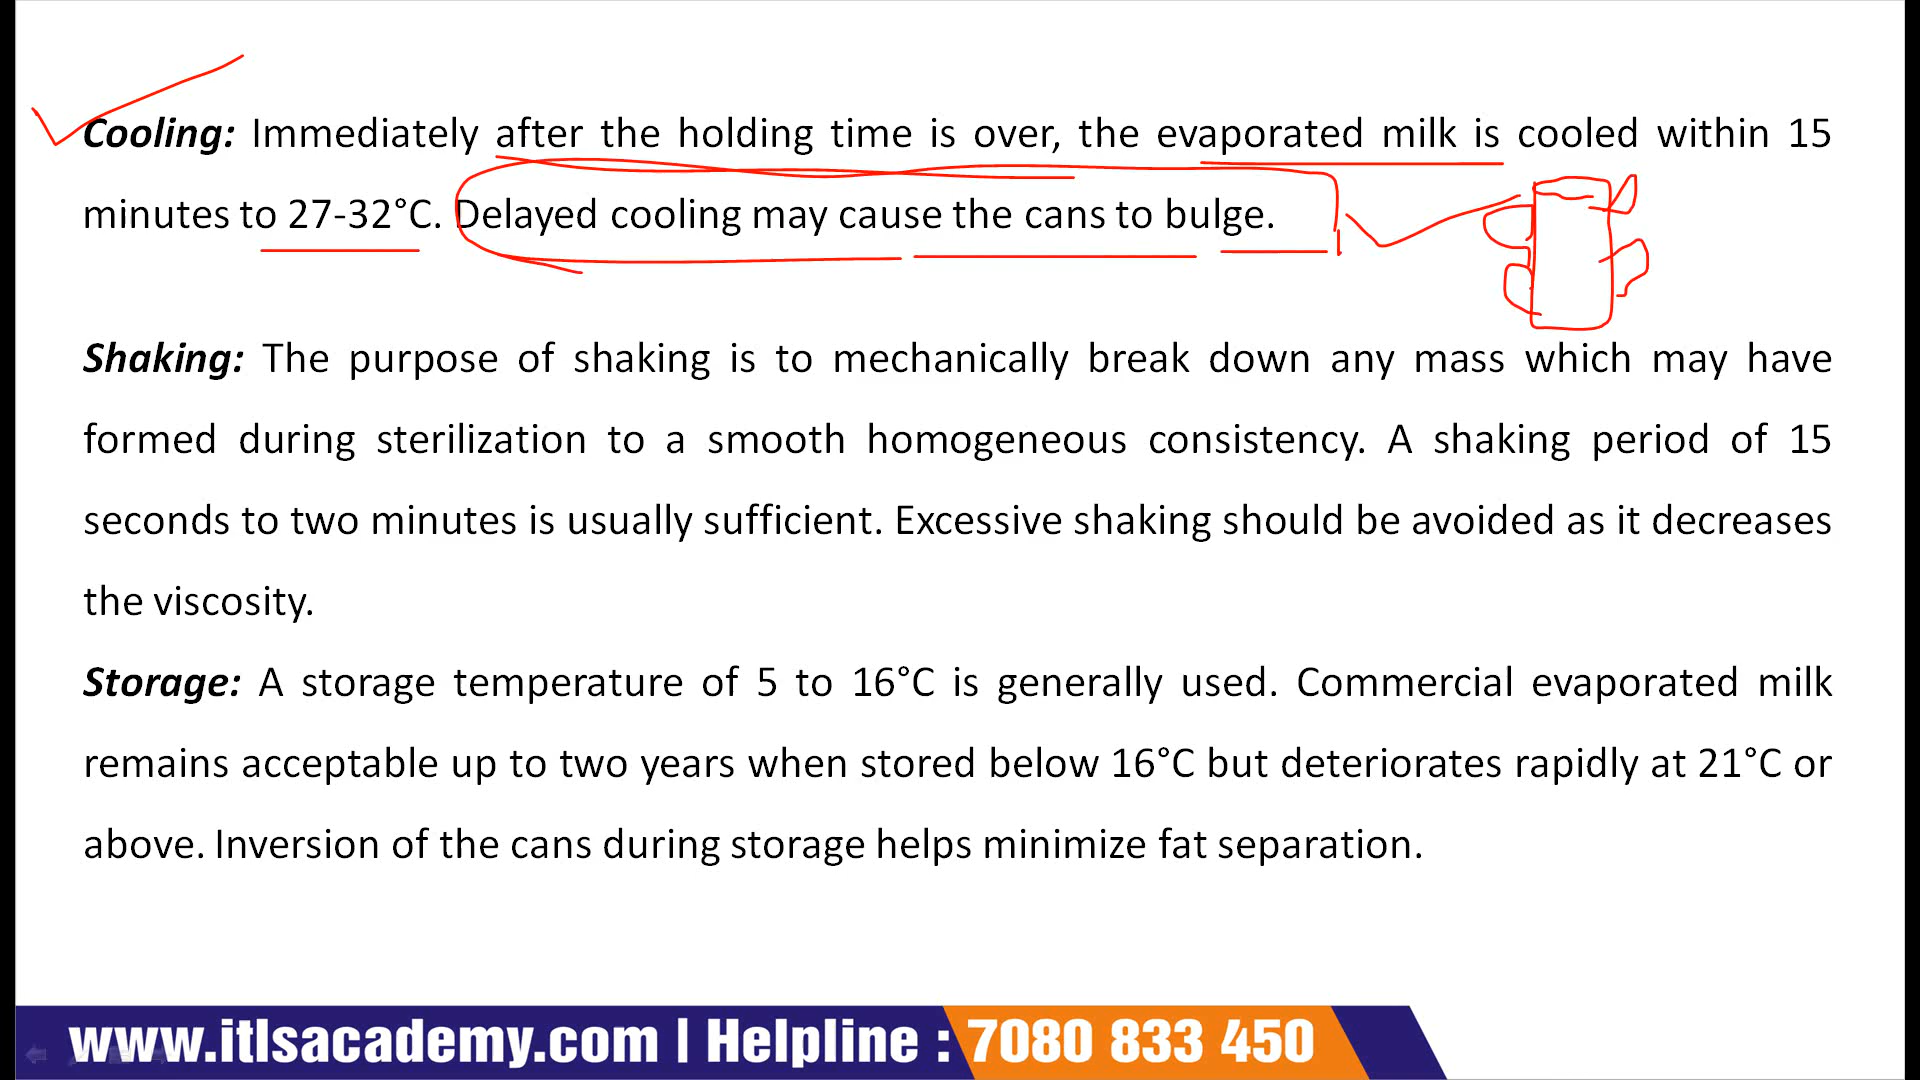 Cooling: Immediately after the holding time is over, the evaporated milk is cooled within 15
minutes to 27-32°C. Delayed cooling may cause the cans to bulge.
Shaking: The purpose of shaking is to mechanically break down any mass which may have
formed during sterilization to a smooth homogeneous consistency. A shaking period of 15
seconds to two minutes is usually sufficient. Excessive shaking should be avoided as it decreases
the viscosity.
Storage: A storage temperature of 5 to 16°C is generally used. Commercial evaporated milk
remains acceptable up to two years when stored below 16°C but deteriorates rapidly at 21°C or
above. Inversion of the cans during storage helps minimize fat separation.
www.itlsacademy.com | Helpline : 7080 833 450